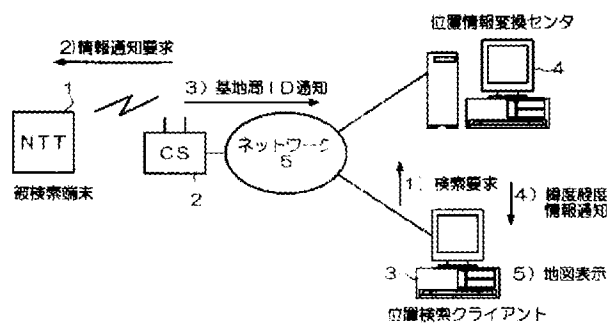 位置情報変換センタ
4
2)情報通知要求
1
3) 基地局ID通知
NTT
CS
ネットワーク
5
被検索端末
2
1) 検索要求
4) 緯度経度
情報通知
3
5) 地図表示
位置検索クライアント